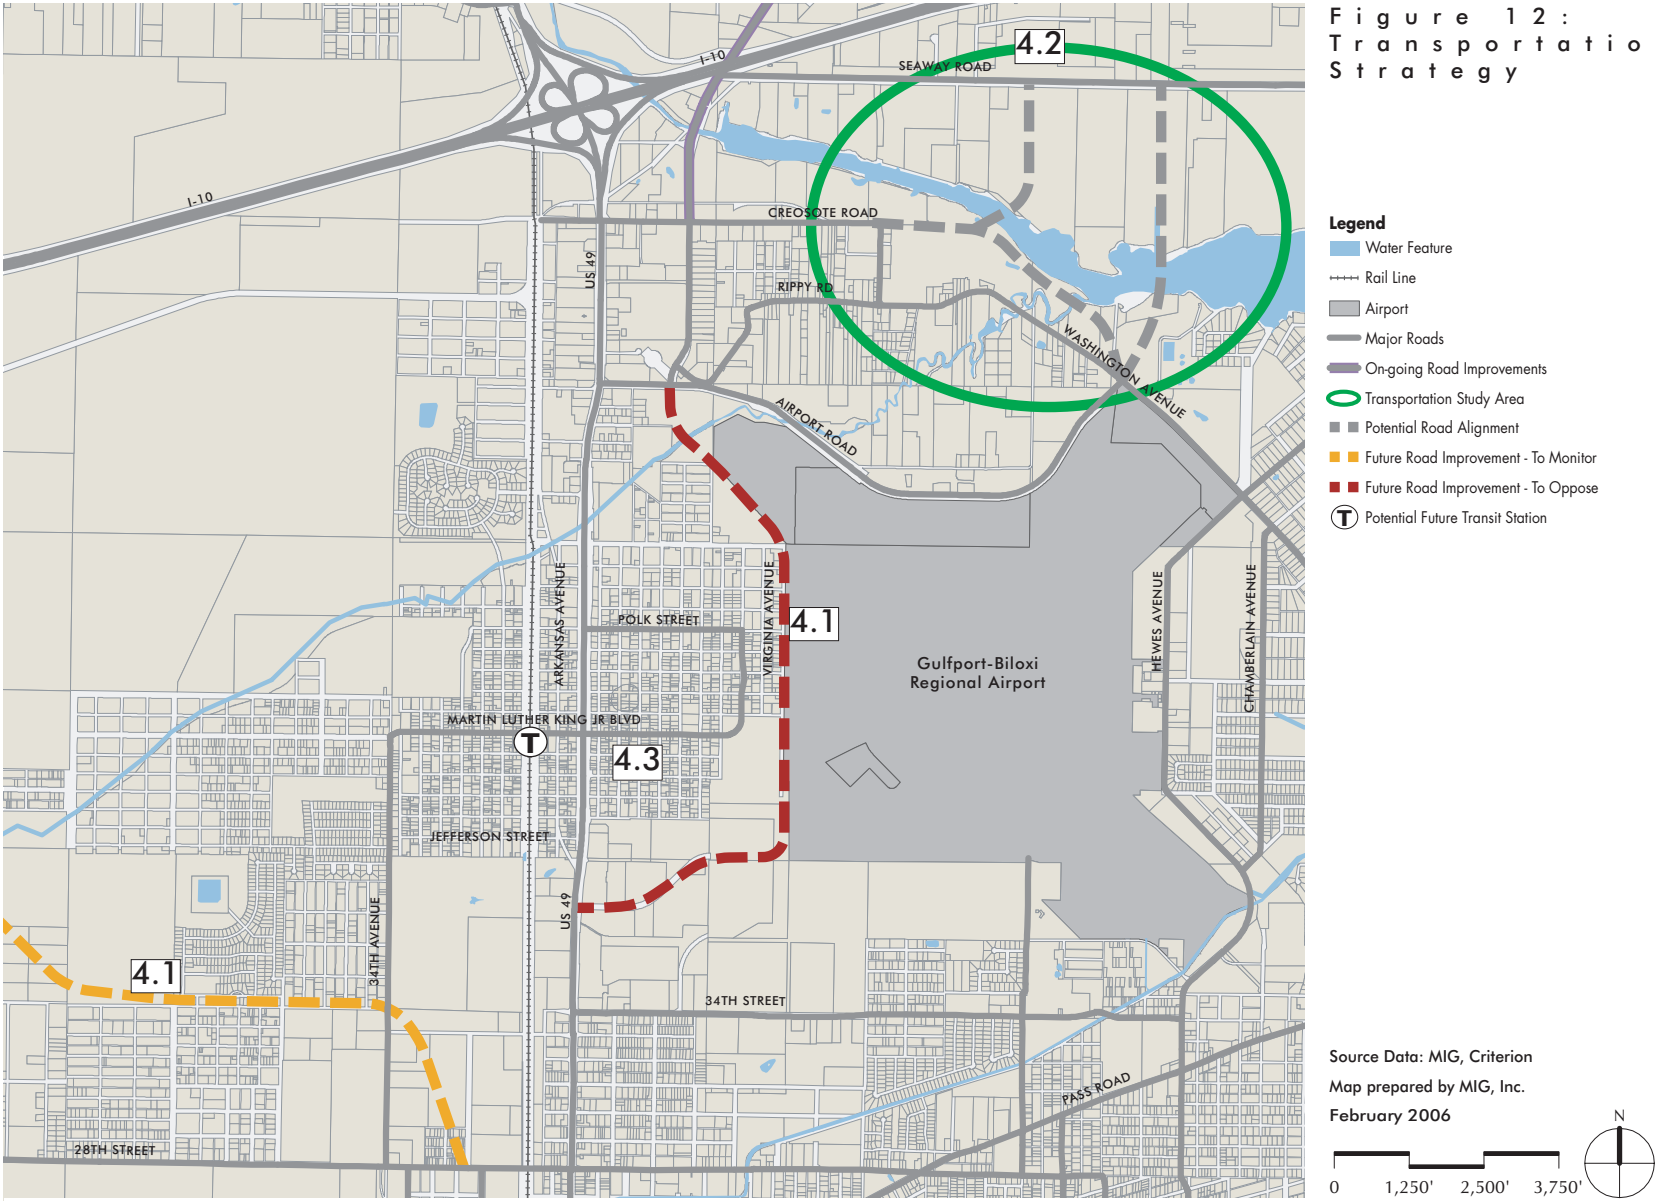 Figure 12:
Transportatio
Strategy
4.2
I-10
SEAWAY ROAD
I-10
CREOSOTE ROAD
US 49
RIPPY RD
WASHINGTON AVENUE
AIRPORT ROAD
ARKANSAS AVENUE
VIRGINIA AVENUE
POLK STREET
4.1
HEWES AVENUE
CHAMBERLAIN AVENUE
Gulfport-Biloxi
Regional Airport
MARTIN LUTHER KING JR BLVD
T
4.3
JEFFERSON STREET
US 49
34TH AVENUE
4.1
34TH STREET
PASS ROAD
28TH STREET
Legend
Water Feature
Rail Line
Airport
Major Roads
On-going Road Improvements
Transportation Study Area
Potential Road Alignment
Future Road Improvement - To Monitor
Future Road Improvement - To Oppose
T Potential Future Transit Station
Source Data: MIG, Criterion
Map prepared by MIG, Inc.
February 2006
N
0 1,250' 2,500' 3,750'